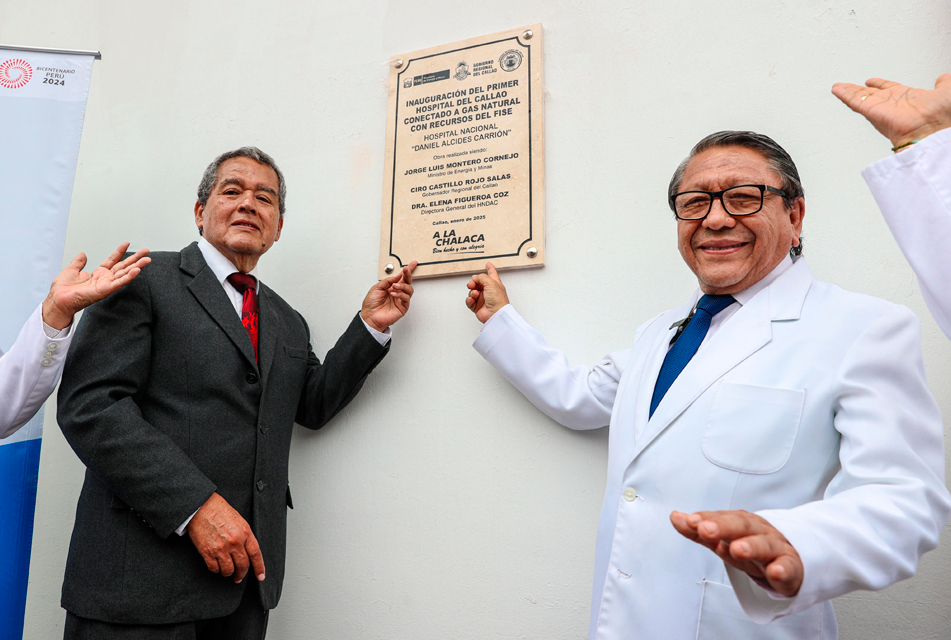 BICENTENARIO
PERÚ
2024
PERÚ
GOBIERNO
REGIONAL
DEL CALLAO
INAUGURACIÓN DEL PRIMER
HOSPITAL DEL CALLAO
CONECTADO A GAS NATURAL
CON RECURSOS DEL FISE
HOSPITAL NACIONAL
"DANIEL ALCIDES CARRIÓN"
Obra realizada siendo:
JORGE LUIS MONTERO CORNEJO
Ministro de Energía y Minas
CIRO CASTILLO ROJO SALAS
Gobernador Regional del Callao
DRA. ELENA FIGUEROA COZ
Directora General del HNDAC
Callao, enero de 2025
A LA
CHALACA
Bien hecho y con alegría